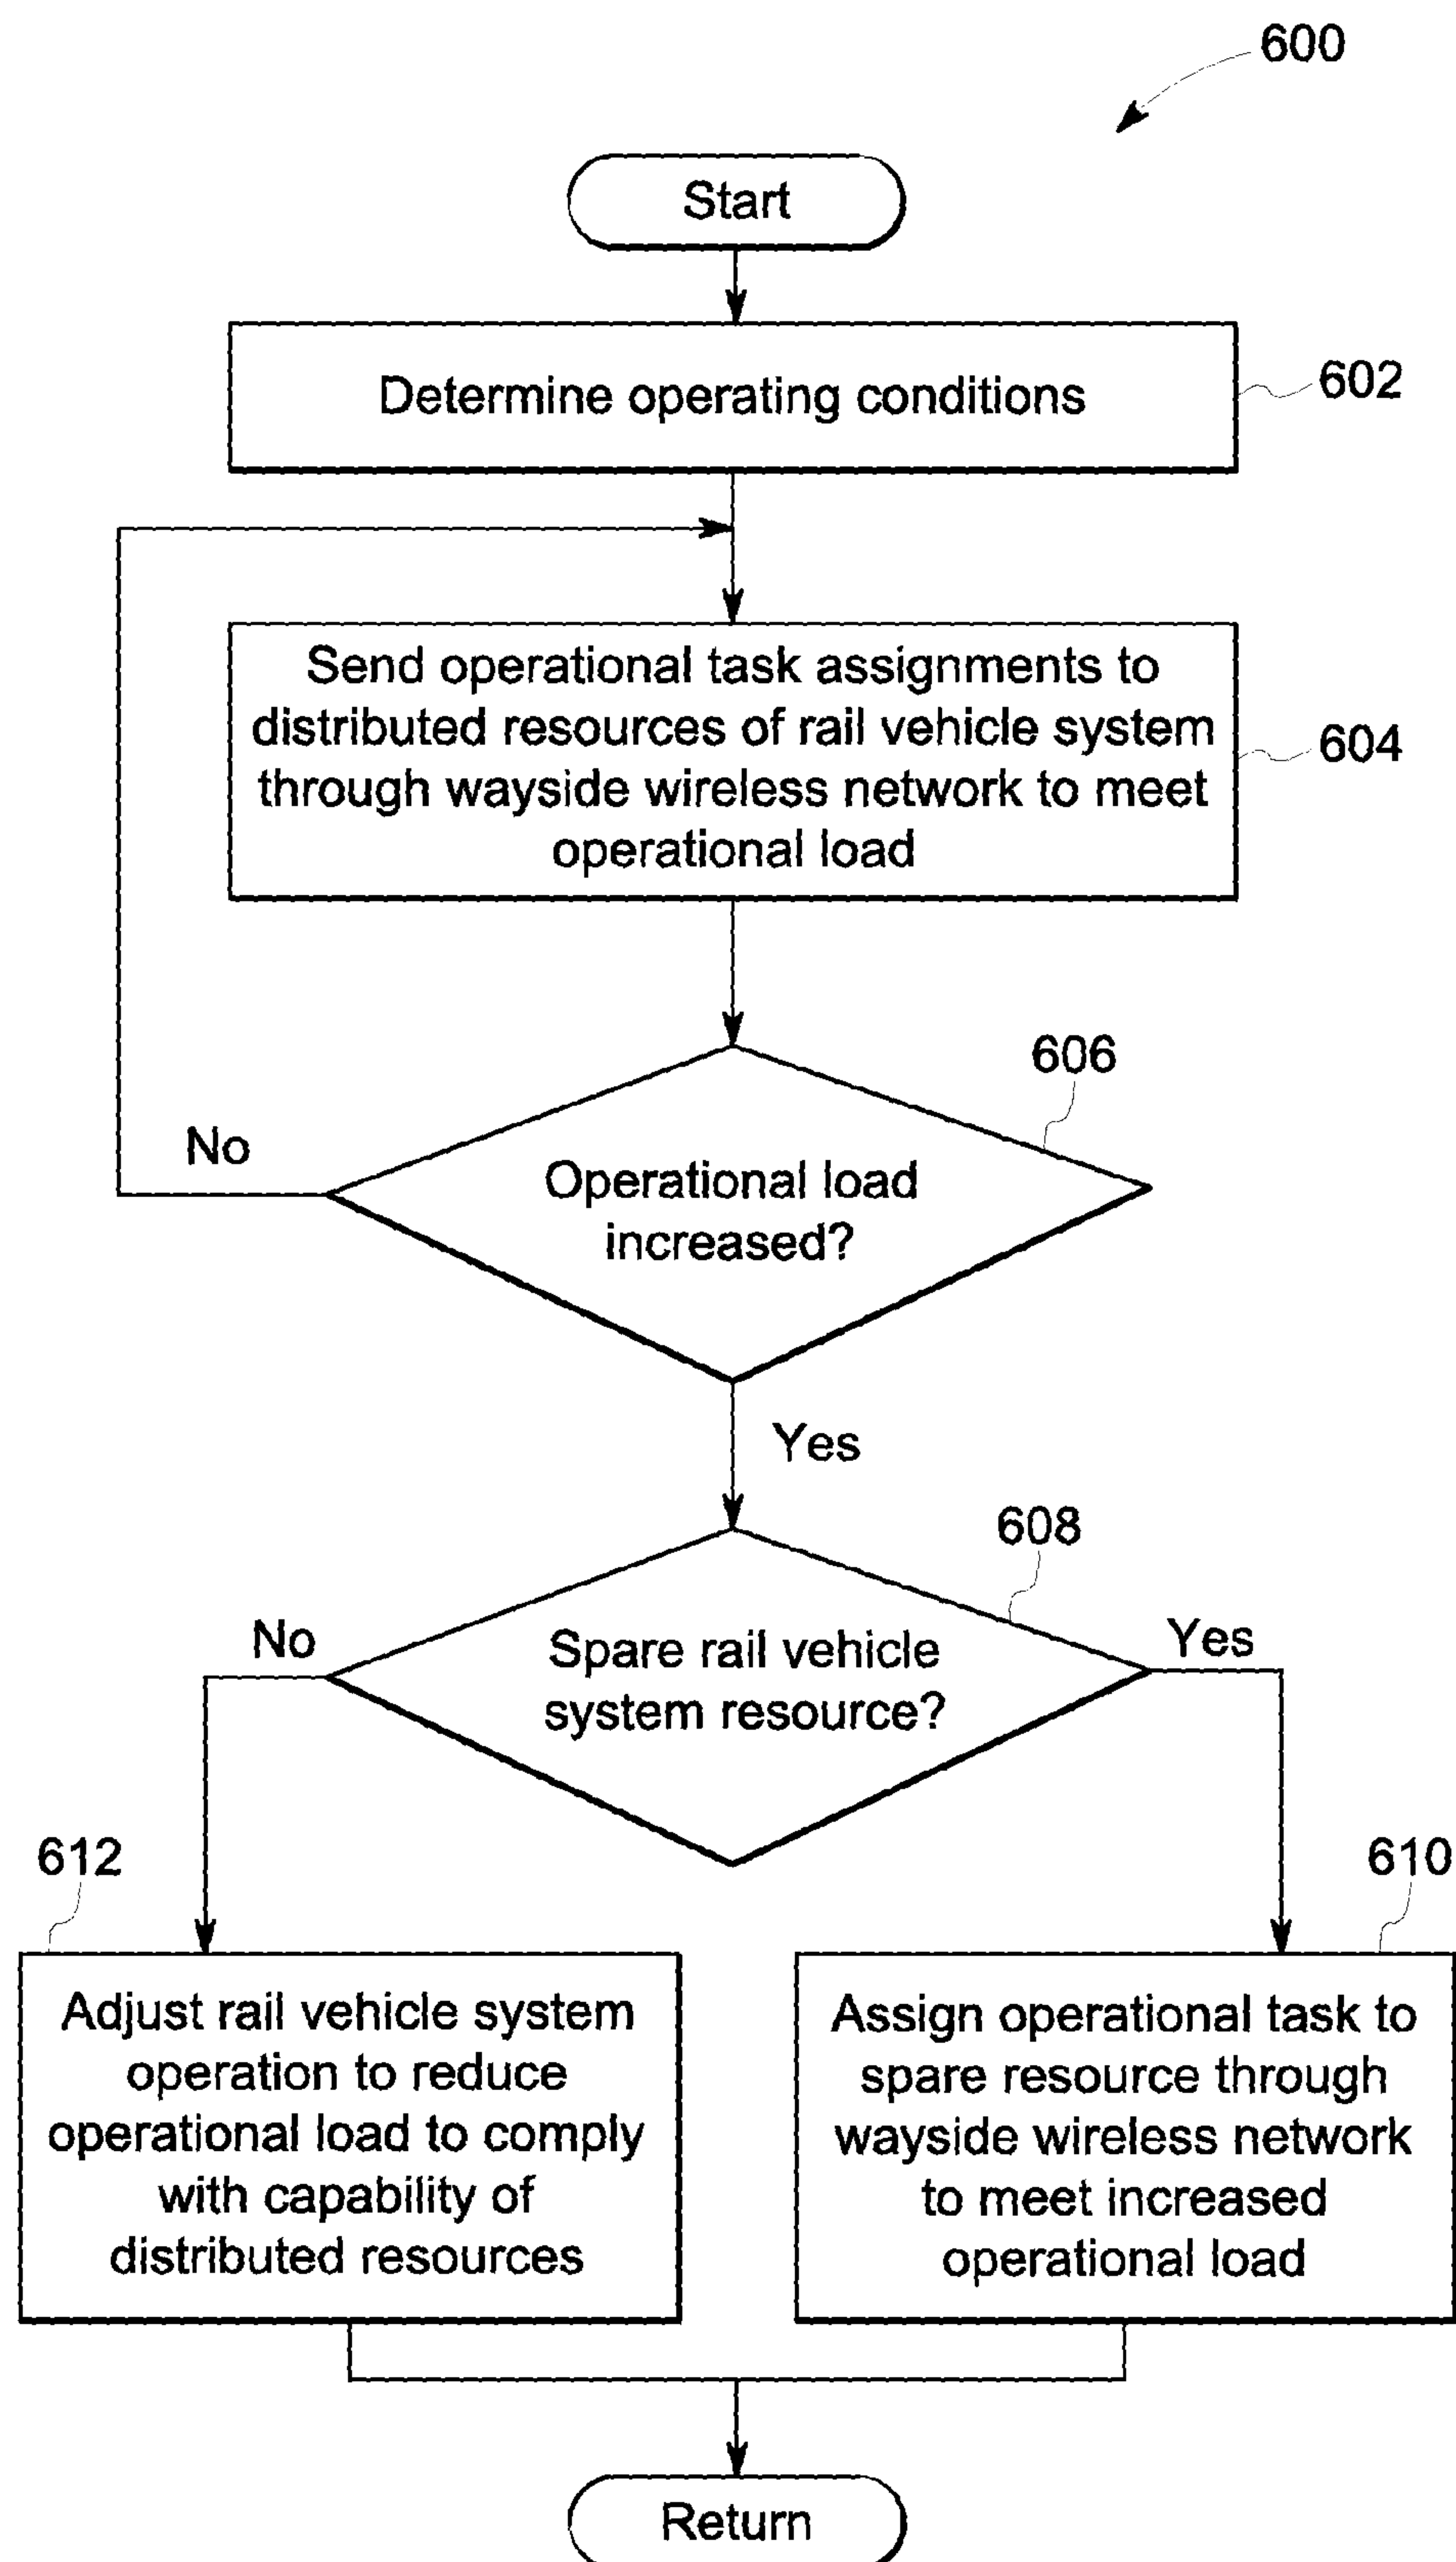 600
Start
Determine operating conditions
602
Send operational task assignments to
distributed resources of rail vehicle system
through wayside wireless network to meet
operational load
604
606
Operational load
increased?
No
Yes
608
Spare rail vehicle
system resource?
No
Yes
612
610
Adjust rail vehicle system
operation to reduce
operational load to comply
with capability of
distributed resources
Assign operational task to
spare resource through
wayside wireless network
to meet increased
operational load
Return